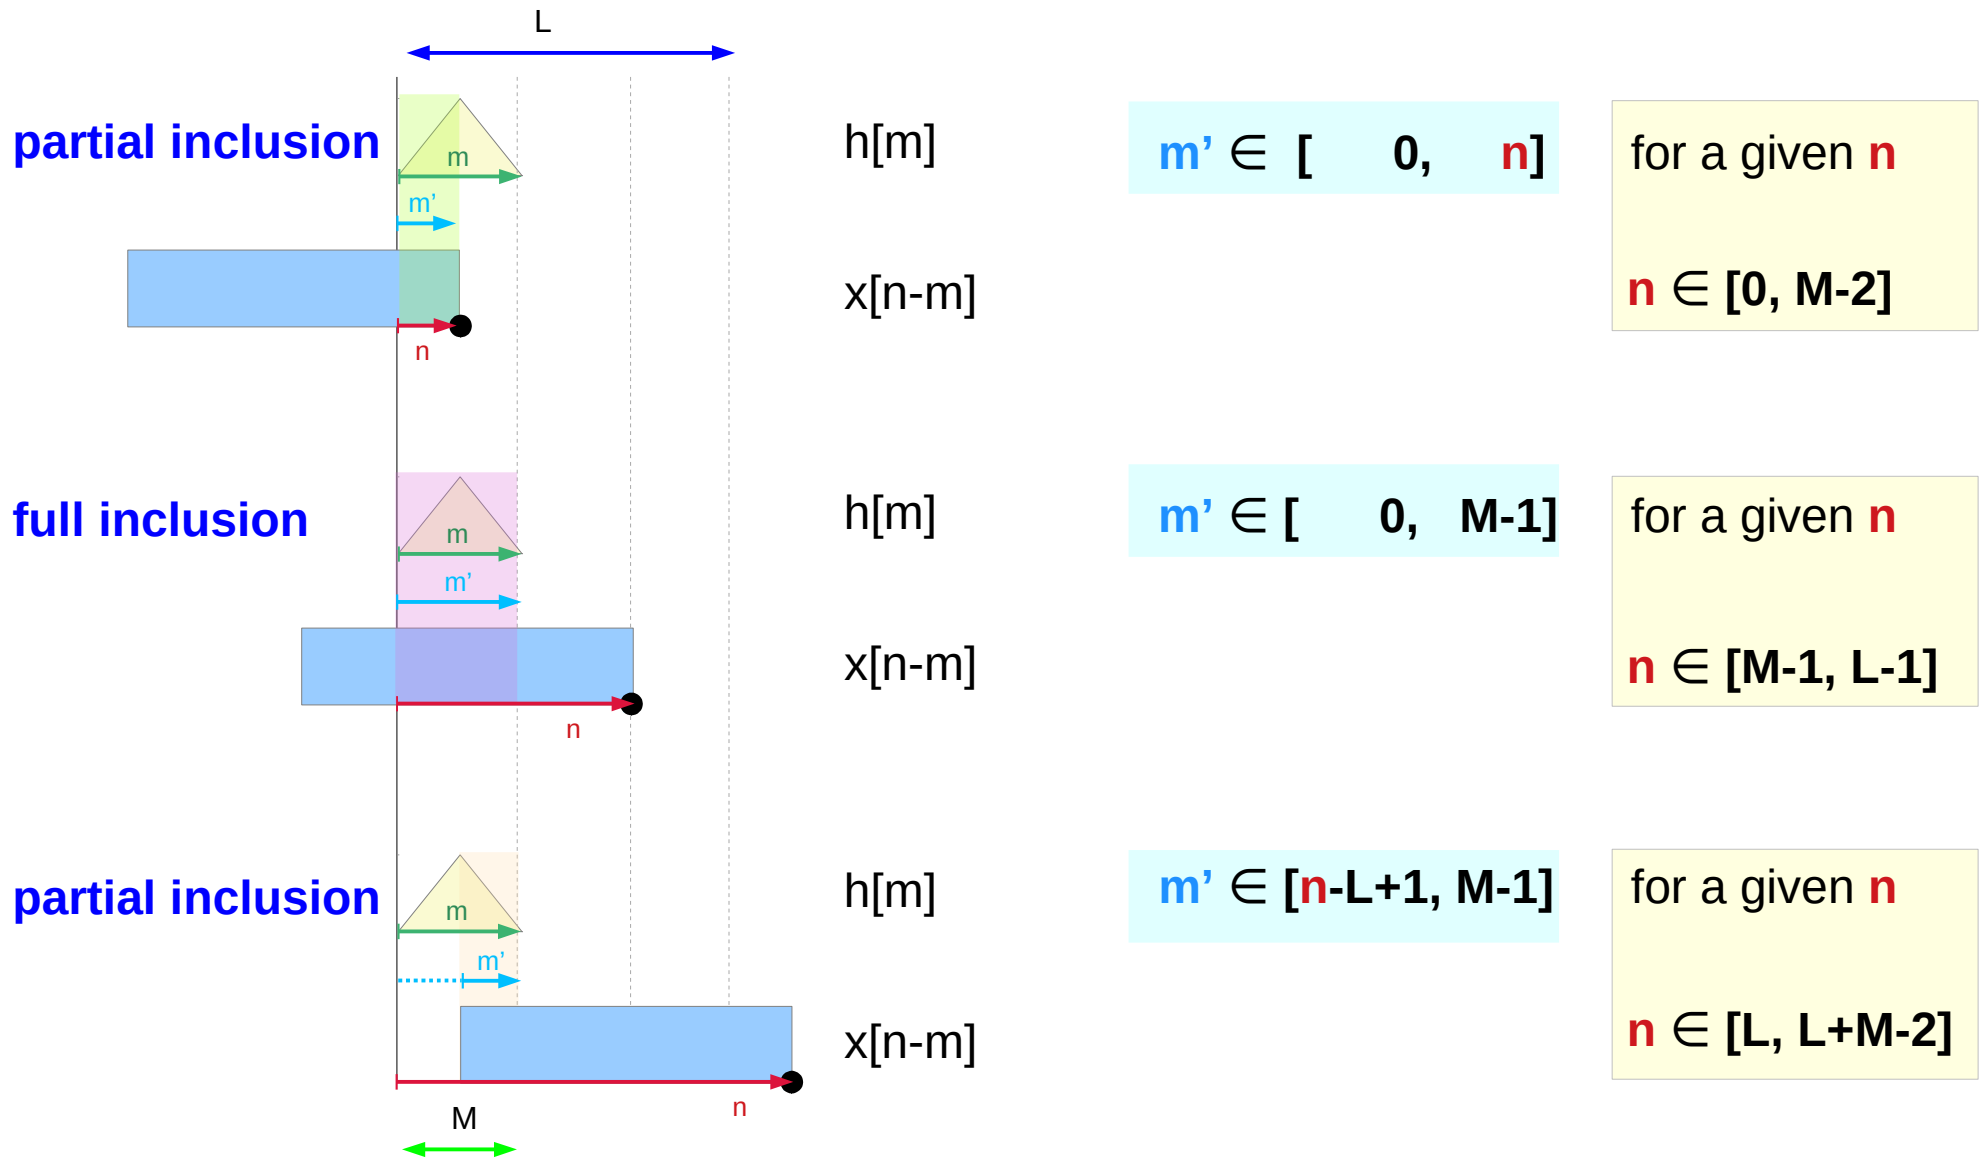 L
partial inclusion
m
m’
n
h[m]
x[n-m]
m’ ∈ [ 0, n]
for a given n
n ∈ [0, M-2]
full inclusion
m
m’
n
h[m]
x[n-m]
m’ ∈ [ 0, M-1]
for a given n
n ∈ [M-1, L-1]
partial inclusion
m
m’
n
h[m]
x[n-m]
m’ ∈ [n-L+1, M-1]
for a given n
n ∈ [L, L+M-2]
M